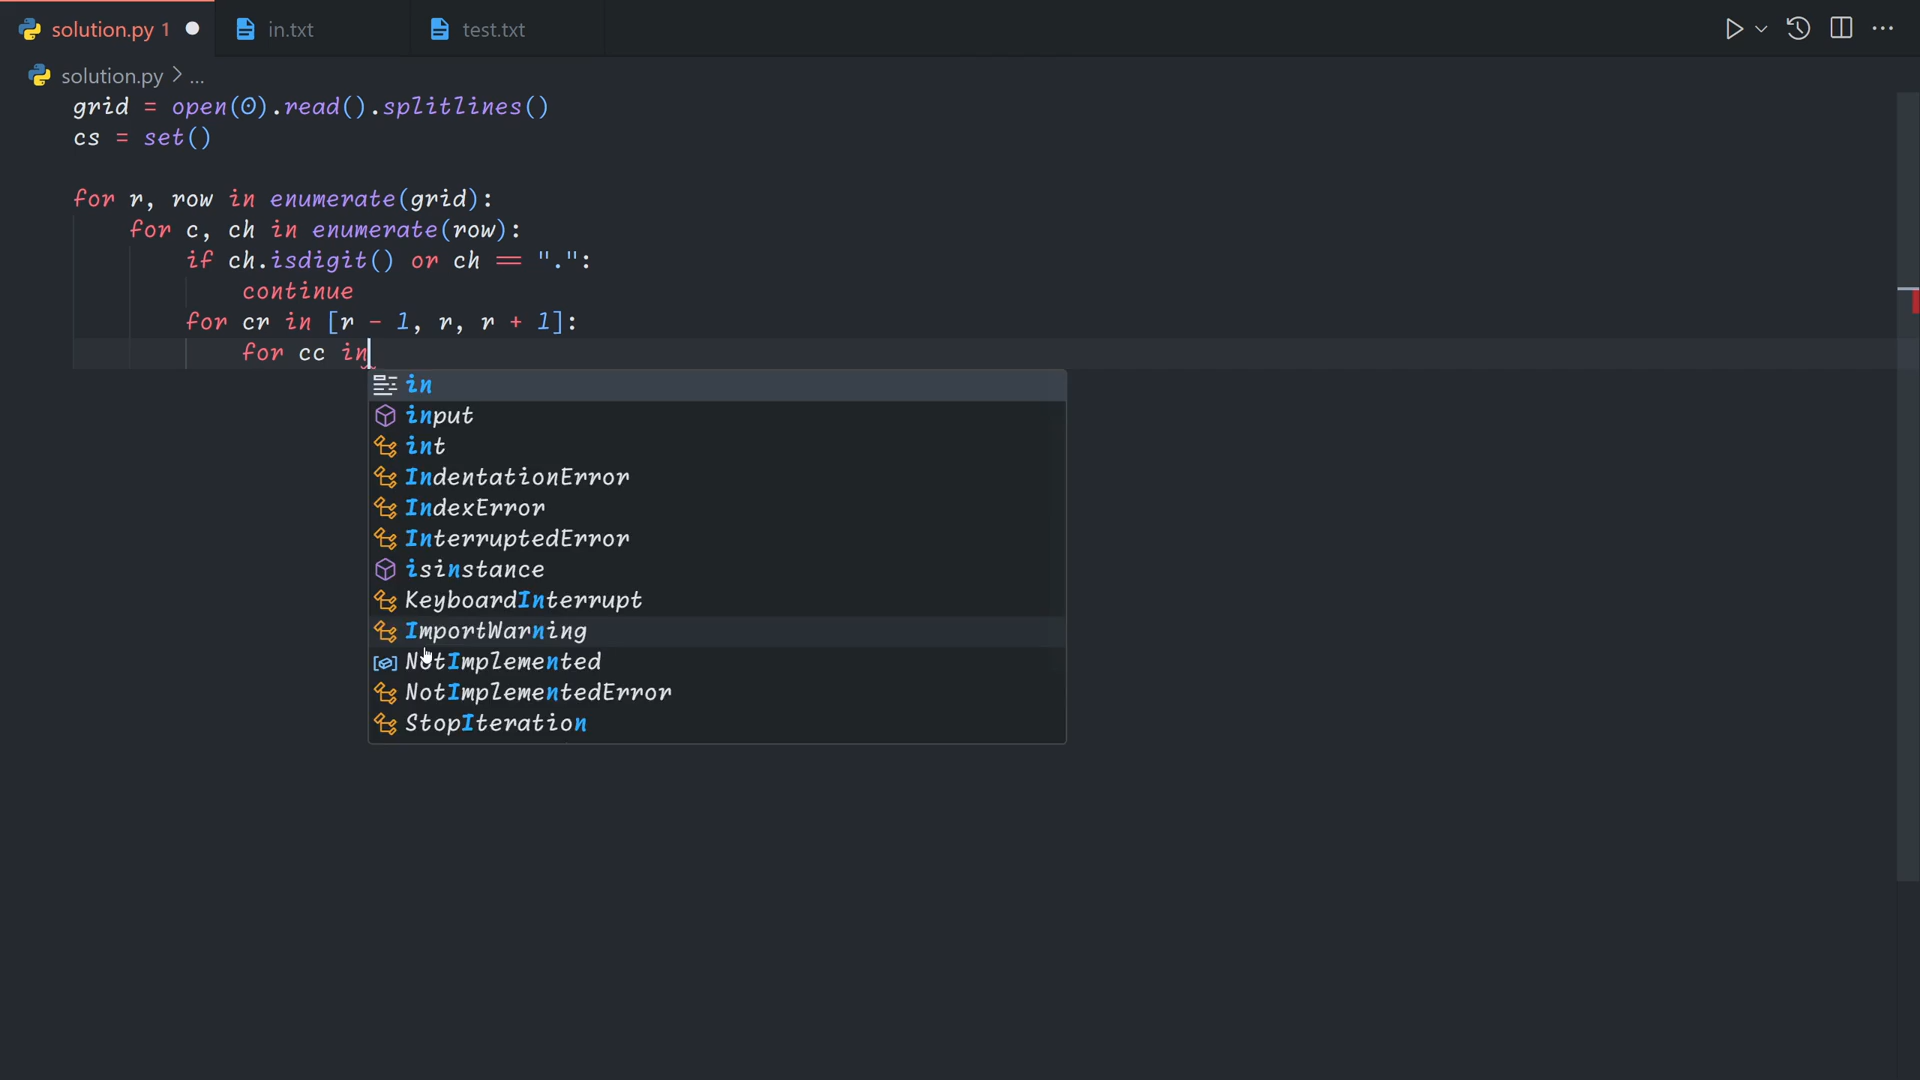 solution.py 1
in.txt
test.txt
solution.py > ...
grid = open(0).read().splitlines()
cs = set()
for r, row in enumerate(grid):
for c, ch in enumerate(row):
if ch.isdigit() or ch == ".":
continue
for cr in [r - 1, r, r + 1]:
for cc in
in
input
int
IndentationError
IndexError
InterruptedError
isinstance
KeyboardInterrupt
ImportWarning
NotImplemented
NotImplementedError
StopIteration